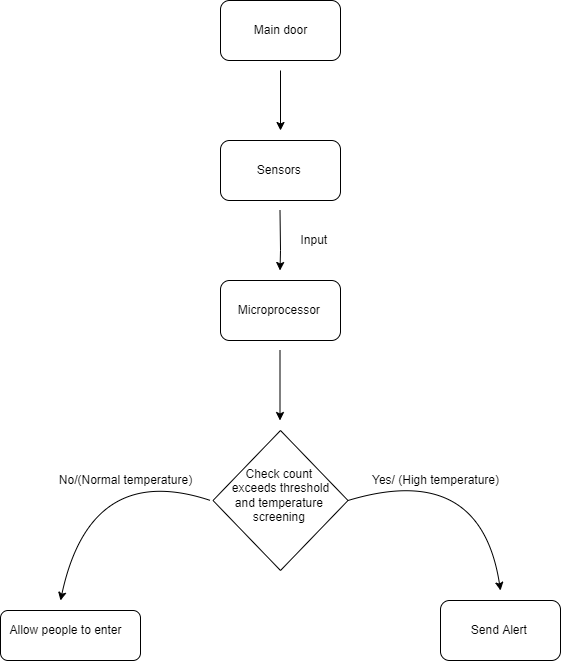 Main door
Sensors
Input
Microprocessor
Check count
exceeds threshold
and temperature
screening
No/(Normal temperature)
Yes/ (High temperature)
Allow people to enter
Send Alert